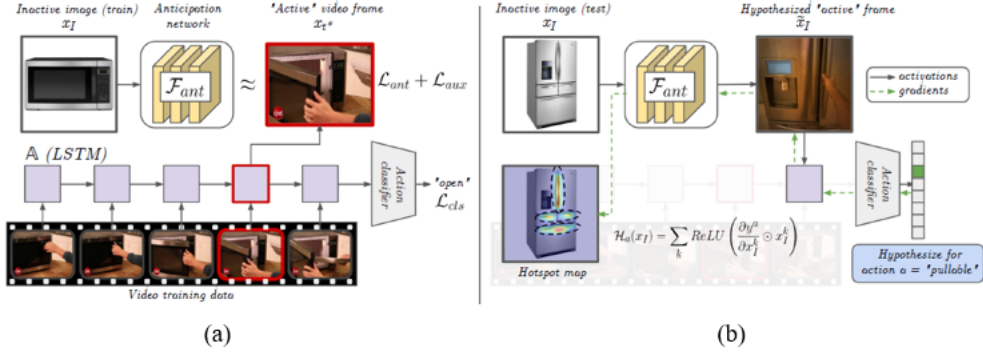 Inactive image (train)
x_I
Anticipation
network
"Active" video frame
x_{t*}
F_ant
≈
L_ant + L_aux
𝔸 (LSTM)
Action
classifier
"open"
L_cls
Video training data
(a)
Inactive image (test)
x_I
Hypothesized "active" frame
x̃_I
F_ant
activations
gradients
Action
classifier
H_a(x_I) = ∑_k ReLU (∂y^a / ∂x_I^k ⊙ x_I^k)
Hotspot map
Hypothesize for
action a = "pullable"
(b)